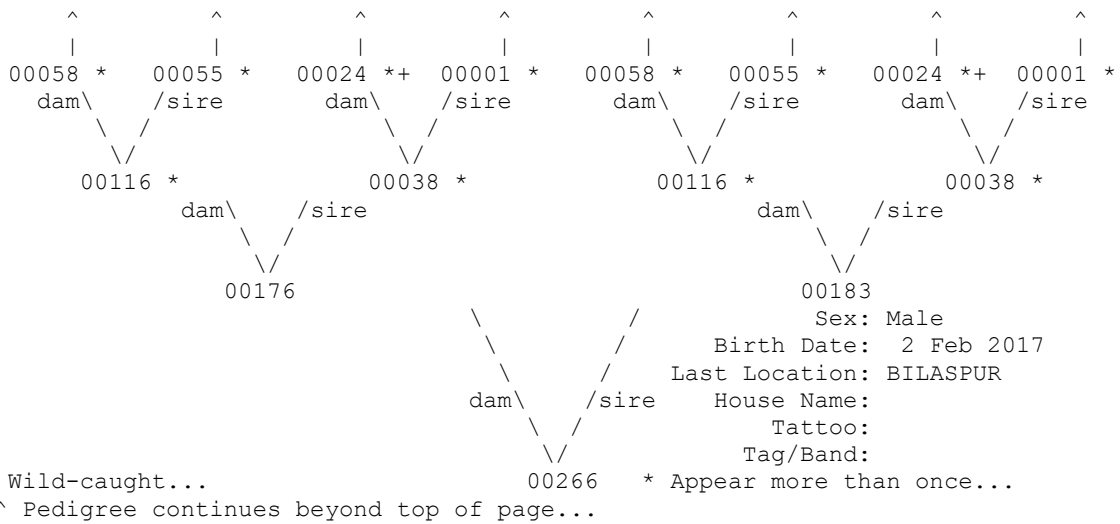 ^ ^ ^ ^ ^ ^ ^ ^
| | | | | | | |
00058 * 00055 * 00024 *+ 00001 * 00058 * 00055 * 00024 *+ 00001 *
dam\ /sire dam\ /sire dam\ /sire dam\ /sire
\ / \ / \ / \ /
\/ \/ \/ \/
00116 * 00038 * 00116 * 00038 *
dam\ /sire dam\ /sire
\ / \ /
\/ \/
00176 00183
\ / Sex: Male
\ / Birth Date: 2 Feb 2017
\ / Last Location: BILASPUR
dam\ /sire House Name:
\ / Tattoo:
\/ Tag/Band:
Wild-caught... 00266 * Appear more than once...
^ Pedigree continues beyond top of page...